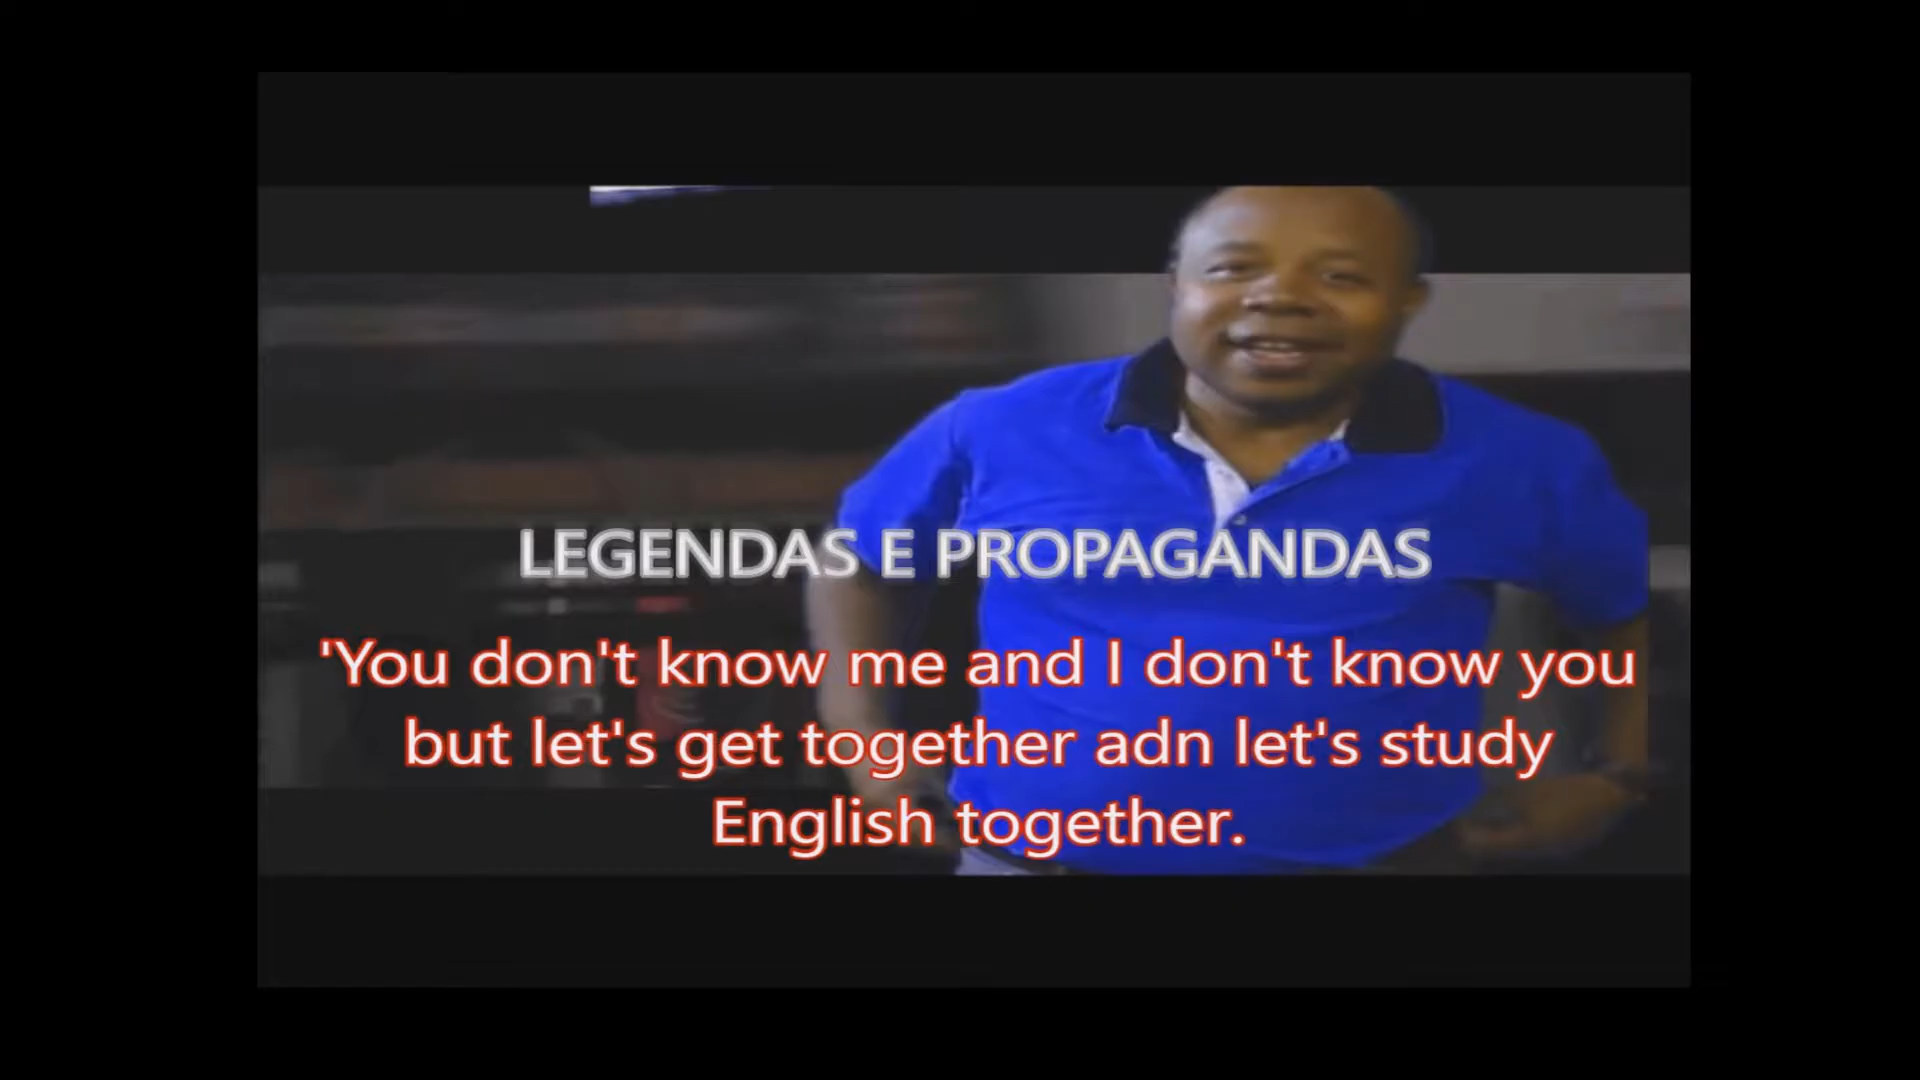 LEGENDAS E PROPAGANDAS
'You don't know me and I don't know you
but let's get together adn let's study
English together.